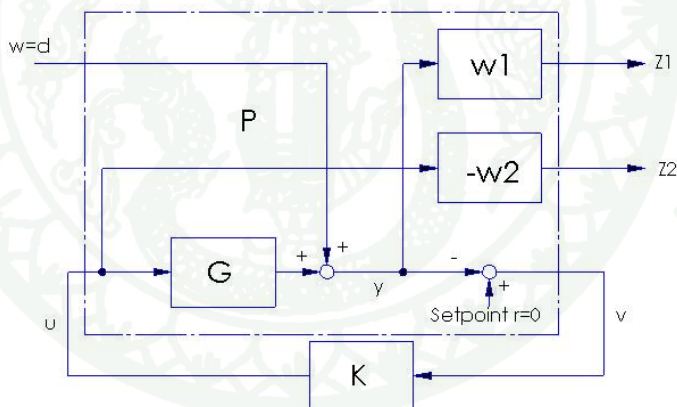 w=d
w1
Z1
P
-w2
Z2
+
+
G
y
-
+
Setpoint r=0
u
v
K